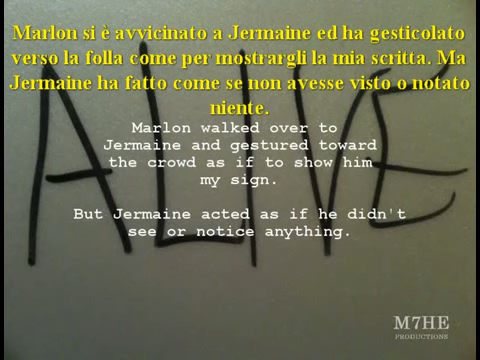 Marlon si è avvicinato a Jermaine ed ha gesticolato
verso la folla come per mostrargli la mia scritta. Ma
Jermaine ha fatto come se non avesse visto o notato
niente.
Marlon walked over to
Jermaine and gestured toward
the crowd as if to show him
my sign.
But Jermaine acted as if he didn't
see or notice anything.
ALIVE
M7HE
PRODUCTIONS